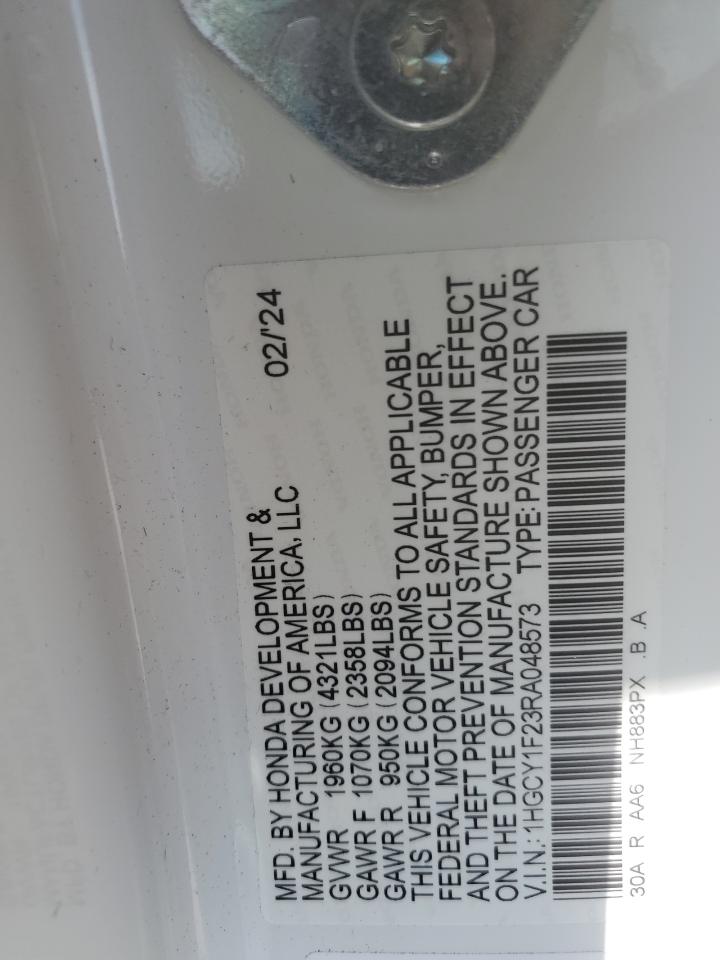 MFD. BY HONDA DEVELOPMENT & 02/'24
MANUFACTURING OF AMERICA, LLC
GVWR 1960KG (4321LBS)
GAWR F 1070KG (2358LBS)
GAWR R 950KG (2094LBS)
THIS VEHICLE CONFORMS TO ALL APPLICABLE
FEDERAL MOTOR VEHICLE SAFETY, BUMPER,
AND THEFT PREVENTION STANDARDS IN EFFECT
ON THE DATE OF MANUFACTURE SHOWN ABOVE.
V.I.N.: 1HGCY1F23RA048573 TYPE:PASSENGER CAR
30A R AA6 NH883PX .B .A